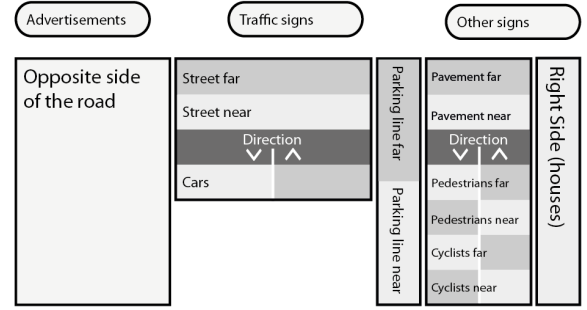 Advertisements
Traffic signs
Other signs
Opposite side
of the road
Street far
Street near
Direction
Cars
Parking line far
Parking line near
Pavement far
Pavement near
Direction
Pedestrians far
Pedestrians near
Cyclists far
Cyclists near
Right Side (houses)